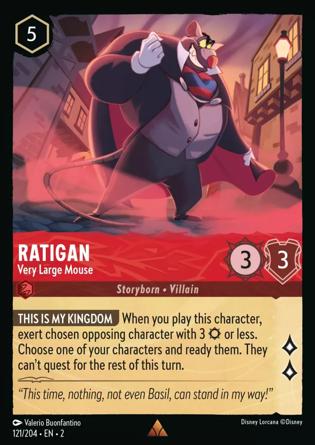 5
RATIGAN
Very Large Mouse
3
3
Storyborn • Villain
THIS IS MY KINGDOM When you play this character,
exert chosen opposing character with 3 ¤ or less.
Choose one of your characters and ready them. They
can't quest for the rest of this turn.
“This time, nothing, not even Basil, can stand in my way!”
Valerio Buonfantino
121/204 • EN • 2
Disney Lorcana ©Disney